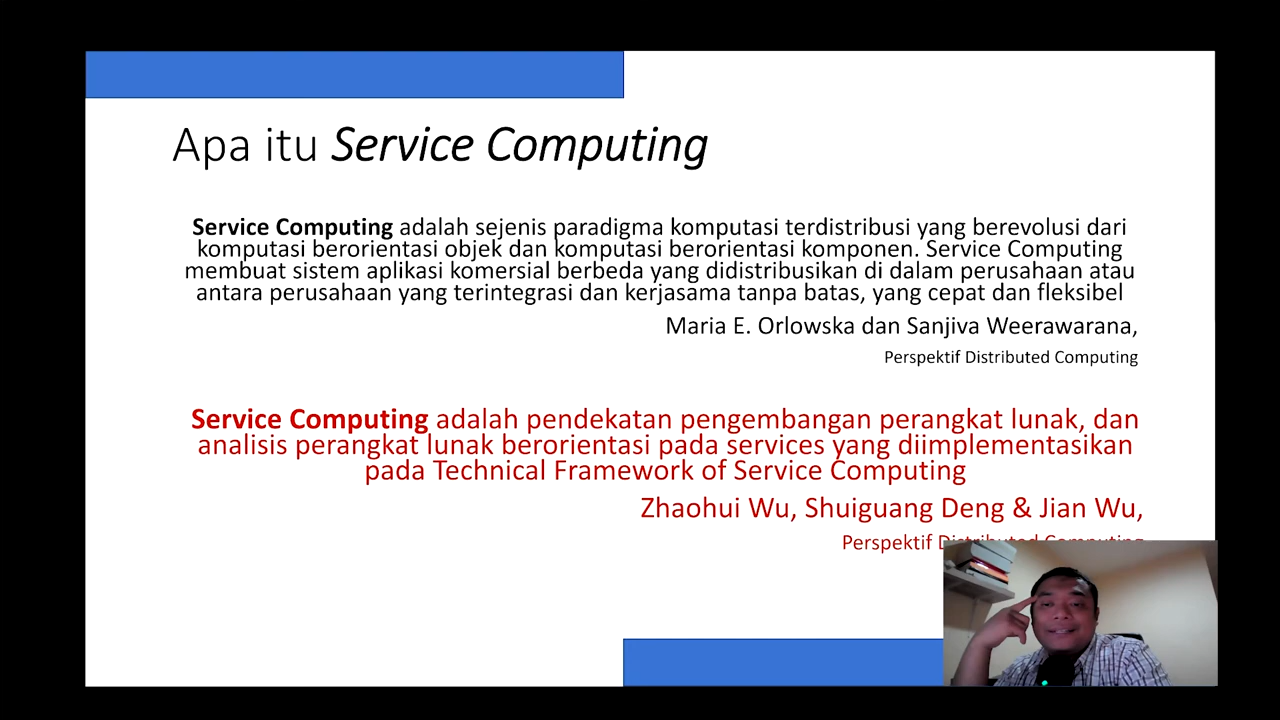 Apa itu Service Computing
Service Computing adalah sejenis paradigma komputasi terdistribusi yang berevolusi dari
komputasi berorientasi objek dan komputasi berorientasi komponen. Service Computing
membuat sistem aplikasi komersial berbeda yang didistribusikan di dalam perusahaan atau
antara perusahaan yang terintegrasi dan kerjasama tanpa batas, yang cepat dan fleksibel
Maria E. Orlowska dan Sanjiva Weerawarana,
Perspektif Distributed Computing
Service Computing adalah pendekatan pengembangan perangkat lunak, dan
analisis perangkat lunak berorientasi pada services yang diimplementasikan
pada Technical Framework of Service Computing
Zhaohui Wu, Shuiguang Deng & Jian Wu,
Perspektif Distributed Computing